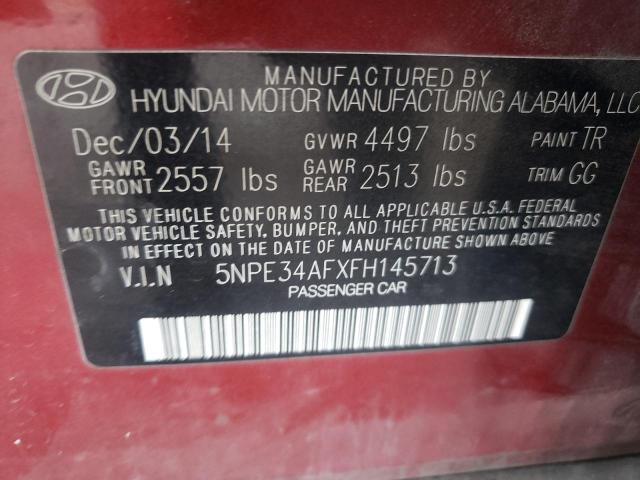 MANUFACTURED BY
HYUNDAI MOTOR MANUFACTURING ALABAMA, LLC
Dec/03/14 GVWR 4497 lbs PAINT TR
GAWR FRONT 2557 lbs GAWR REAR 2513 lbs TRIM GG
THIS VEHICLE CONFORMS TO ALL APPLICABLE U.S.A. FEDERAL
MOTOR VEHICLE SAFETY, BUMPER, AND THEFT PREVENTION STANDARDS
IN EFFECT ON THE DATE OF MANUFACTURE SHOWN ABOVE.
V.I.N 5NPE34AFXFH145713
PASSENGER CAR